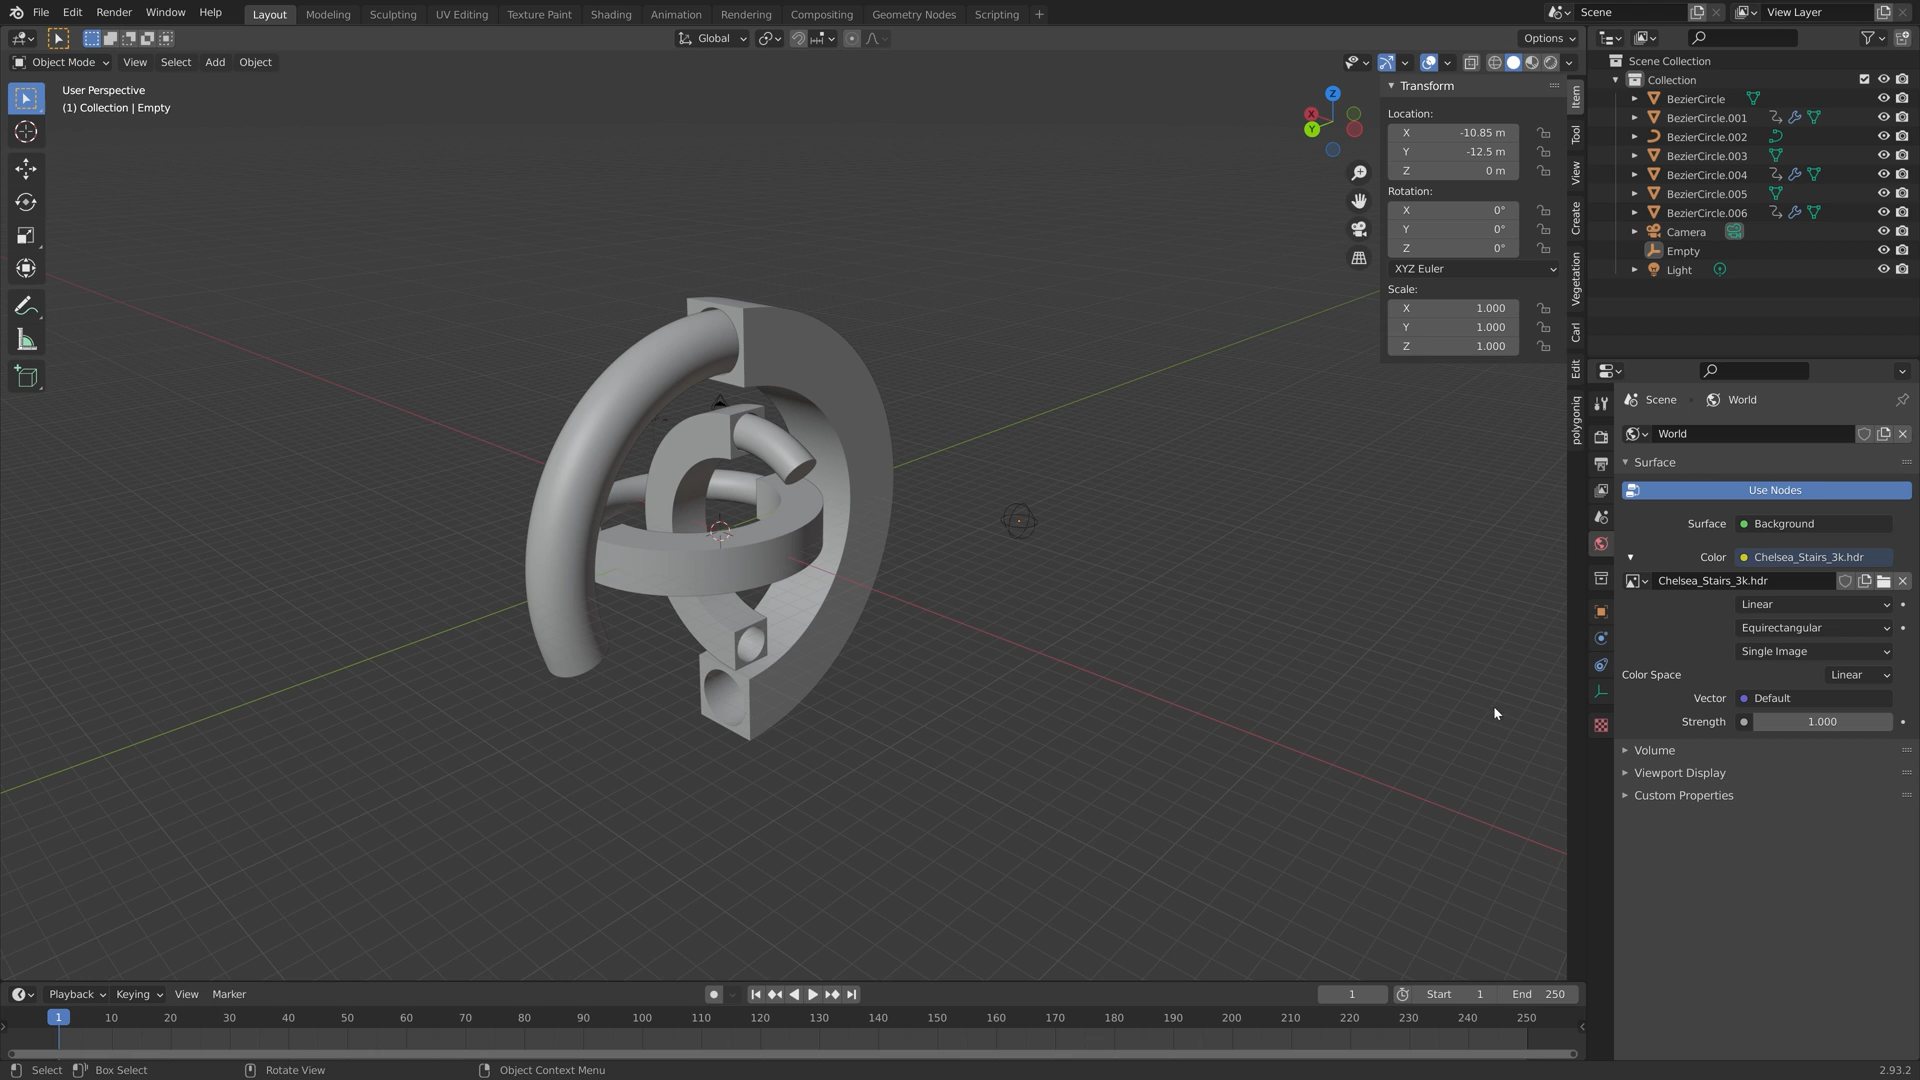 File Edit Render Window Help Layout Modeling Sculpting UV Editing Texture Paint Shading Animation Rendering Compositing Geometry Nodes Scripting + Scene View Layer
Global Options
Object Mode View Select Add Object
User Perspective
(1) Collection | Empty
Z
X
Y
Transform
Location:
X -10.85 m
Y -12.5 m
Z 0 m
Rotation:
X 0°
Y 0°
Z 0°
XYZ Euler
Scale:
X 1.000
Y 1.000
Z 1.000
Item
Tool
View
Create
Vegetation
Carl
Edit
polygoniq
Scene Collection
Collection
BezierCircle
BezierCircle.001
BezierCircle.002
BezierCircle.003
BezierCircle.004
BezierCircle.005
BezierCircle.006
Camera
Empty
Light
Scene World
World
Surface
Use Nodes
Surface Background
Color Chelsea_Stairs_3k.hdr
Chelsea_Stairs_3k.hdr
Linear
Equirectangular
Single Image
Color Space Linear
Vector Default
Strength 1.000
Volume
Viewport Display
Custom Properties
Playback Keying View Marker 1 Start 1 End 250
1 10 20 30 40 50 60 70 80 90 100 110 120 130 140 150 160 170 180 190 200 210 220 230 240 250
Select Box Select Rotate View Object Context Menu 2.93.2